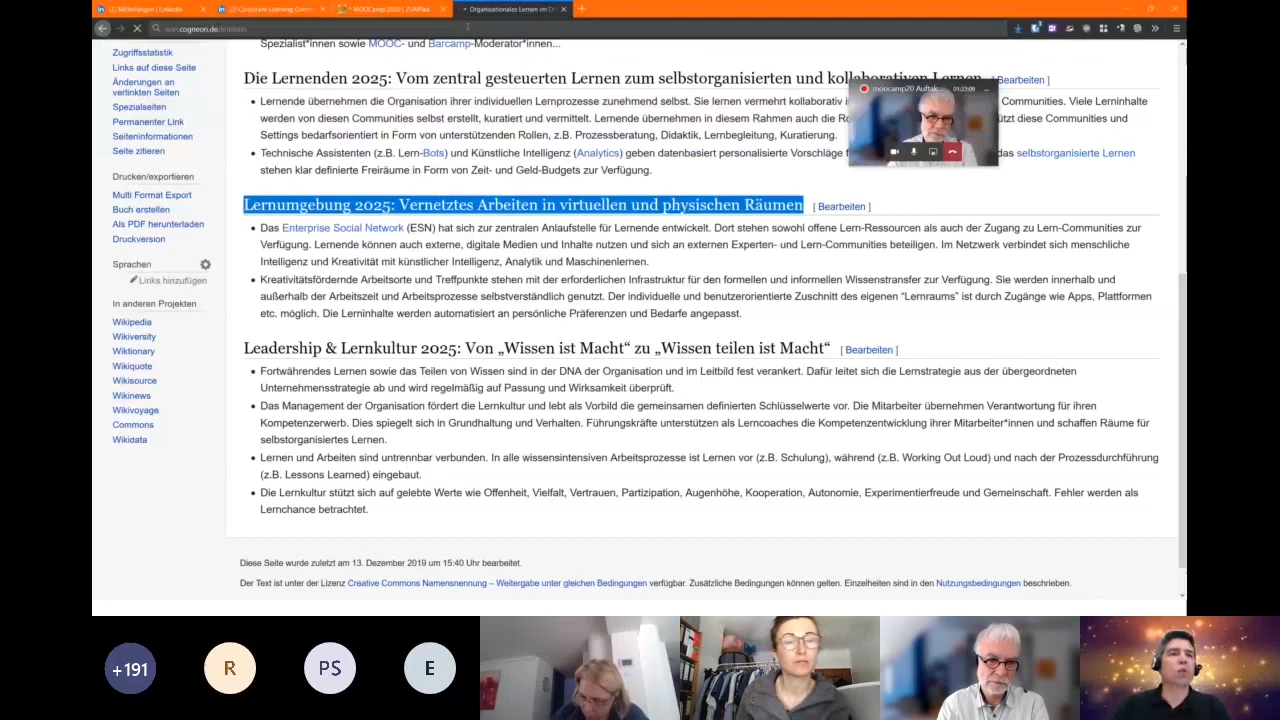 (2) Mitteilungen | LinkedIn
(2) Corporate Learning Comm
MOOCamp 2020 | ZUMPad
Organisationales Lernen im Di
wiki.cogneon.de/hoked
Spezialist*innen sowie MOOC- und Barcamp-Moderator*innen...
Zugriffsstatistik
Links auf diese Seite
Änderungen an
verlinkten Seiten
Spezialseiten
Permanenter Link
Seiten­informationen
Seite zitieren
Drucken/exportieren
Multi Format Export
Buch erstellen
Als PDF herunterladen
Druckversion
Sprachen
Links hinzufügen
In anderen Projekten
Wikipedia
Wikiversity
Wiktionary
Wikiquote
Wikisource
Wikinews
Wikivoyage
Commons
Wikidata
Die Lernenden 2025: Vom zentral gesteuerten Lernen zum selbstorganisierten und kollaborativen Lernen [ Bearbeiten ]
Lernende übernehmen die Organisation ihrer individuellen Lernprozesse zunehmend selbst. Sie lernen vermehrt kollaborativ Communities. Viele Lerninhalte
werden von diesen Communities selbst erstellt, kuratiert und vermittelt. Lernende übernehmen in diesem Rahmen auch die diese Communities und
Settings bedarfsorientiert in Form von unterstützenden Rollen, z.B. Prozessberatung, Didaktik, Lernbegleitung, Kuratierung.
Technische Assistenten (z.B. Lern-Bots) und Künstliche Intelligenz (Analytics) geben datenbasiert personalisierte Vorschläge das selbstorganisierte Lernen
stehen klar definierte Freiräume in Form von Zeit- und Geld-Budgets zur Verfügung.
moocamp20 Auftak... 01:22:09
Lernumgebung 2025: Vernetztes Arbeiten in virtuellen und physischen Räumen [ Bearbeiten ]
Das Enterprise Social Network (ESN) hat sich zur zentralen Anlaufstelle für Lernende entwickelt. Dort stehen sowohl offene Lern-Ressourcen als auch der Zugang zu Lern-Communities zur
Verfügung. Lernende können auch externe, digitale Medien und Inhalte nutzen und sich an externen Experten- und Lern-Communities beteiligen. Im Netzwerk verbindet sich menschliche
Intelligenz und Kreativität mit künstlicher Intelligenz, Analytik und Maschinenlernen.
Kreativitätsfördernde Arbeitsorte und Treffpunkte stehen mit der erforderlichen Infrastruktur für den formellen und informellen Wissenstransfer zur Verfügung. Sie werden innerhalb und
außerhalb der Arbeitszeit und Arbeitsprozesse selbstverständlich genutzt. Der individuelle und benutzerorientierte Zuschnitt des eigenen “Lernraums” ist durch Zugänge wie Apps, Plattformen
etc. möglich. Die Lerninhalte werden automatisiert an persönliche Präferenzen und Bedarfe angepasst.
Leadership & Lernkultur 2025: Von „Wissen ist Macht“ zu „Wissen teilen ist Macht“ [ Bearbeiten ]
Fortwährendes Lernen sowie das Teilen von Wissen sind in der DNA der Organisation und im Leitbild fest verankert. Dafür leitet sich die Lernstrategie aus der übergeordneten
Unternehmensstrategie ab und wird regelmäßig auf Passung und Wirksamkeit überprüft.
Das Management der Organisation fördert die Lernkultur und lebt als Vorbild die gemeinsamen definierten Schlüsselwerte vor. Die Mitarbeiter übernehmen Verantwortung für ihren
Kompetenzerwerb. Dies spiegelt sich in Grundhaltung und Verhalten. Führungskräfte unterstützen als Lerncoaches die Kompetenzentwicklung ihrer Mitarbeiter*innen und schaffen Räume für
selbstorganisiertes Lernen.
Lernen und Arbeiten sind untrennbar verbunden. In alle wissensintensiven Arbeitsprozesse ist Lernen vor (z.B. Schulung), während (z.B. Working Out Loud) und nach der Prozessdurchführung
(z.B. Lessons Learned) eingebaut.
Die Lernkultur stützt sich auf gelebte Werte wie Offenheit, Vielfalt, Vertrauen, Partizipation, Augenhöhe, Kooperation, Autonomie, Experimentierfreude und Gemeinschaft. Fehler werden als
Lernchance betrachtet.
Diese Seite wurde zuletzt am 13. Dezember 2019 um 15:40 Uhr bearbeitet.
Der Text ist unter der Lizenz Creative Commons Namensnennung – Weitergabe unter gleichen Bedingungen verfügbar. Zusätzliche Bedingungen können gelten. Einzelheiten sind in den Nutzungsbedingungen beschrieben.
+191
R
PS
E